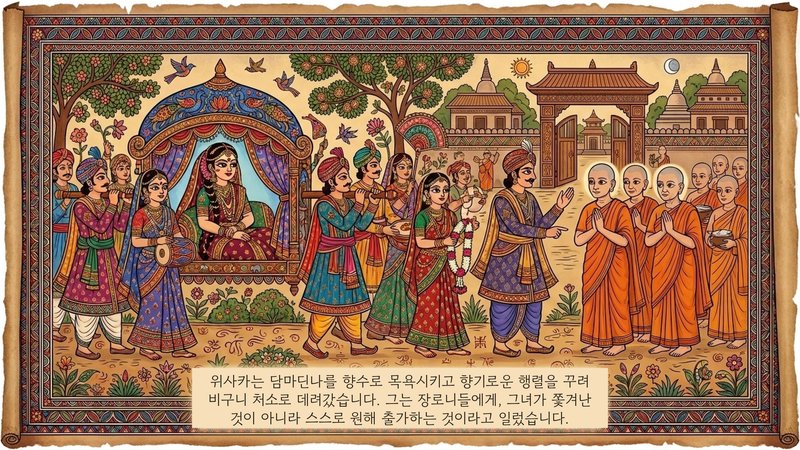 위사카는 담마딘나를 향수로 목욕시키고 향기로운 행렬을 꾸려
비구니 처소로 데려갔습니다. 그는 장로니들에게, 그녀가 쫓겨난
것이 아니라 스스로 원해 출가하는 것이라고 일렀습니다.